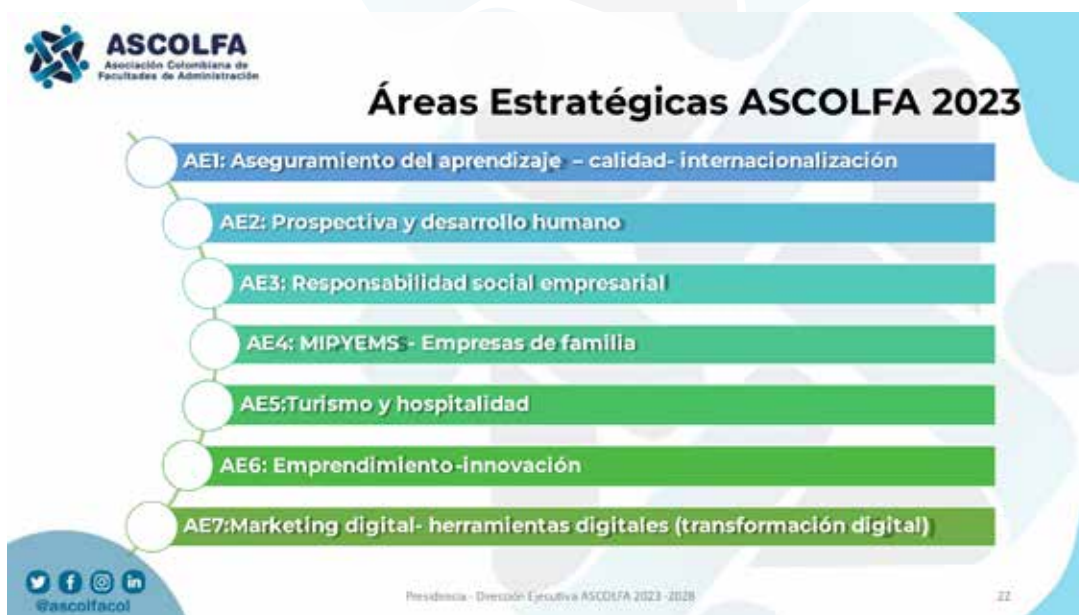 ASCOLFA
Asociación Colombiana de
Facultades de Administración
Áreas Estratégicas ASCOLFA 2023
AE1: Aseguramiento del aprendizaje – calidad- internacionalización
AE2: Prospectiva y desarrollo humano
AE3: Responsabilidad social empresarial
AE4: MIPYEMS - Empresas de familia
AE5:Turismo y hospitalidad
AE6: Emprendimiento-innovación
AE7:Marketing digital- herramientas digitales (transformación digital)
@ascolfacol
Presidencia - Dirección Ejecutiva ASCOLFA 2023 -2028
22